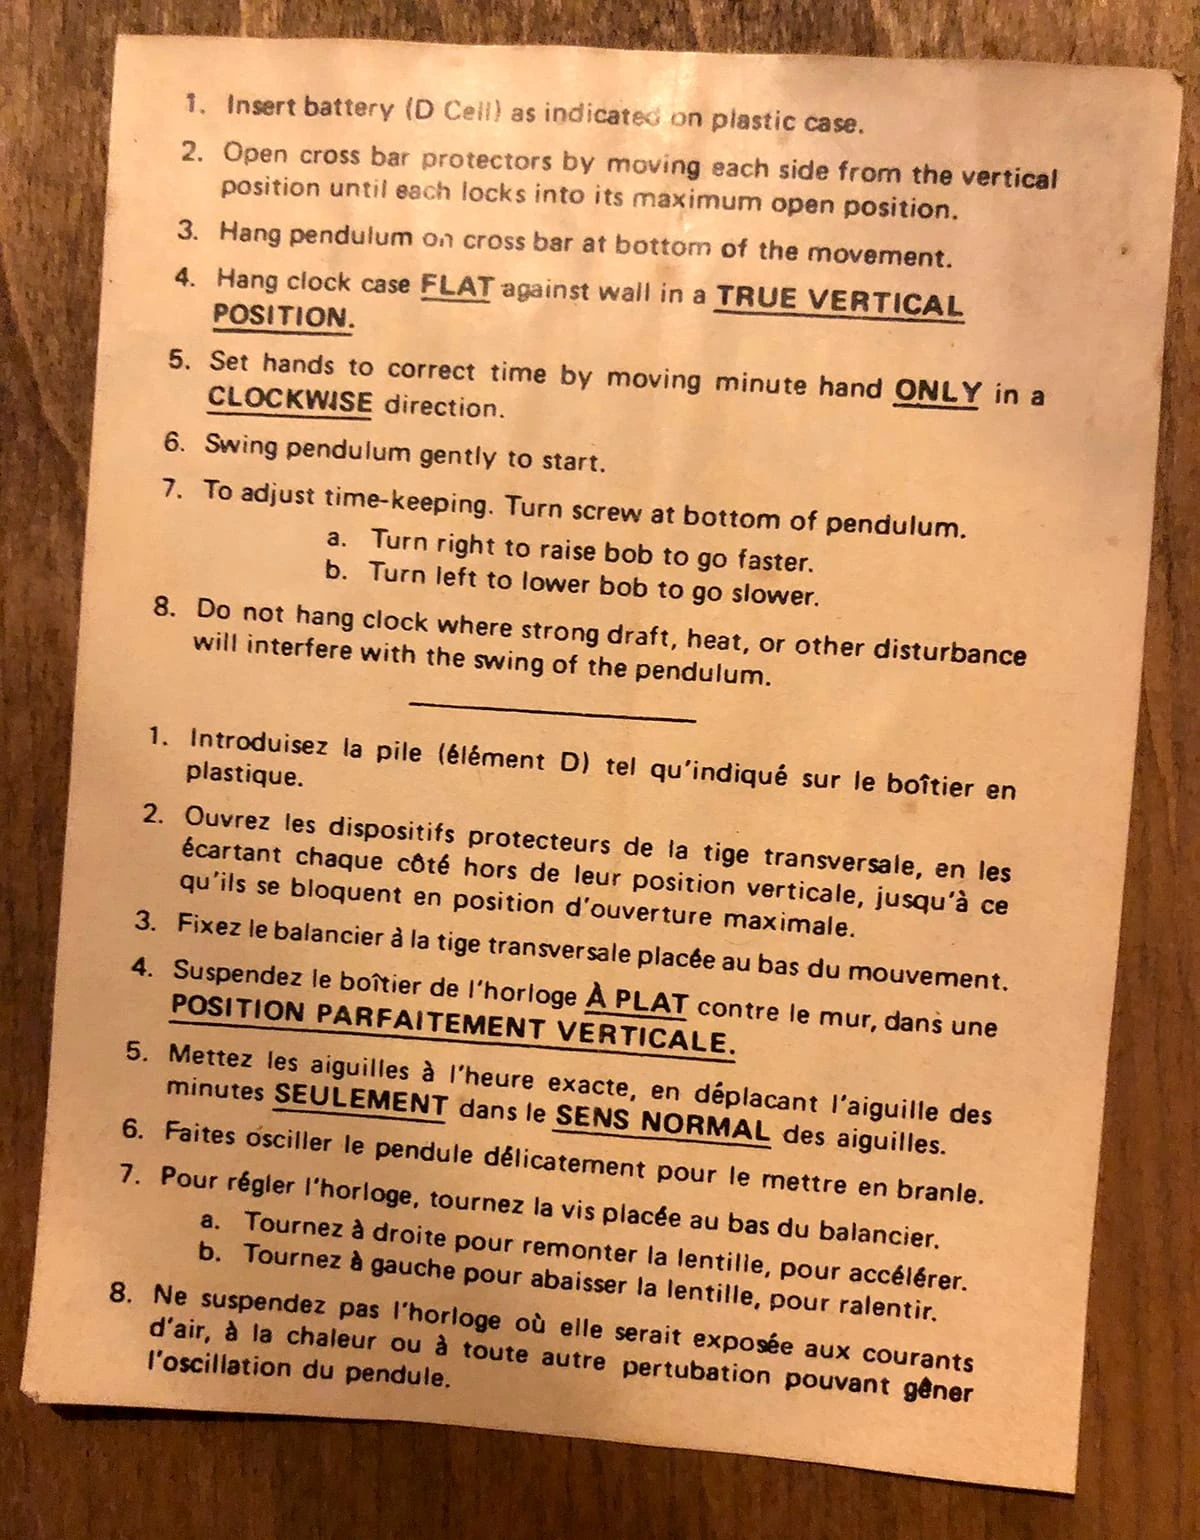 1. Insert battery (D Cell) as indicated on plastic case.
2. Open cross bar protectors by moving each side from the vertical
position until each locks into its maximum open position.
3. Hang pendulum on cross bar at bottom of the movement.
4. Hang clock case FLAT against wall in a TRUE VERTICAL
POSITION.
5. Set hands to correct time by moving minute hand ONLY in a
CLOCKWISE direction.
6. Swing pendulum gently to start.
7. To adjust time-keeping. Turn screw at bottom of pendulum.
a. Turn right to raise bob to go faster.
b. Turn left to lower bob to go slower.
8. Do not hang clock where strong draft, heat, or other disturbance
will interfere with the swing of the pendulum.
1. Introduisez la pile (élément D) tel qu'indiqué sur le boîtier en
plastique.
2. Ouvrez les dispositifs protecteurs de la tige transversale, en les
écartant chaque côté hors de leur position verticale, jusqu'à ce
qu'ils se bloquent en position d'ouverture maximale.
3. Fixez le balancier à la tige transversale placée au bas du mouvement.
4. Suspendez le boîtier de l'horloge À PLAT contre le mur, dans une
POSITION PARFAITEMENT VERTICALE.
5. Mettez les aiguilles à l'heure exacte, en déplacant l'aiguille des
minutes SEULEMENT dans le SENS NORMAL des aiguilles.
6. Faites osciller le pendule délicatement pour le mettre en branle.
7. Pour régler l'horloge, tournez la vis placée au bas du balancier.
a. Tournez à droite pour remonter la lentille, pour accélérer.
b. Tournez à gauche pour abaisser la lentille, pour ralentir.
8. Ne suspendez pas l'horloge où elle serait exposée aux courants
d'air, à la chaleur ou à toute autre pertubation pouvant gêner
l'oscillation du pendule.